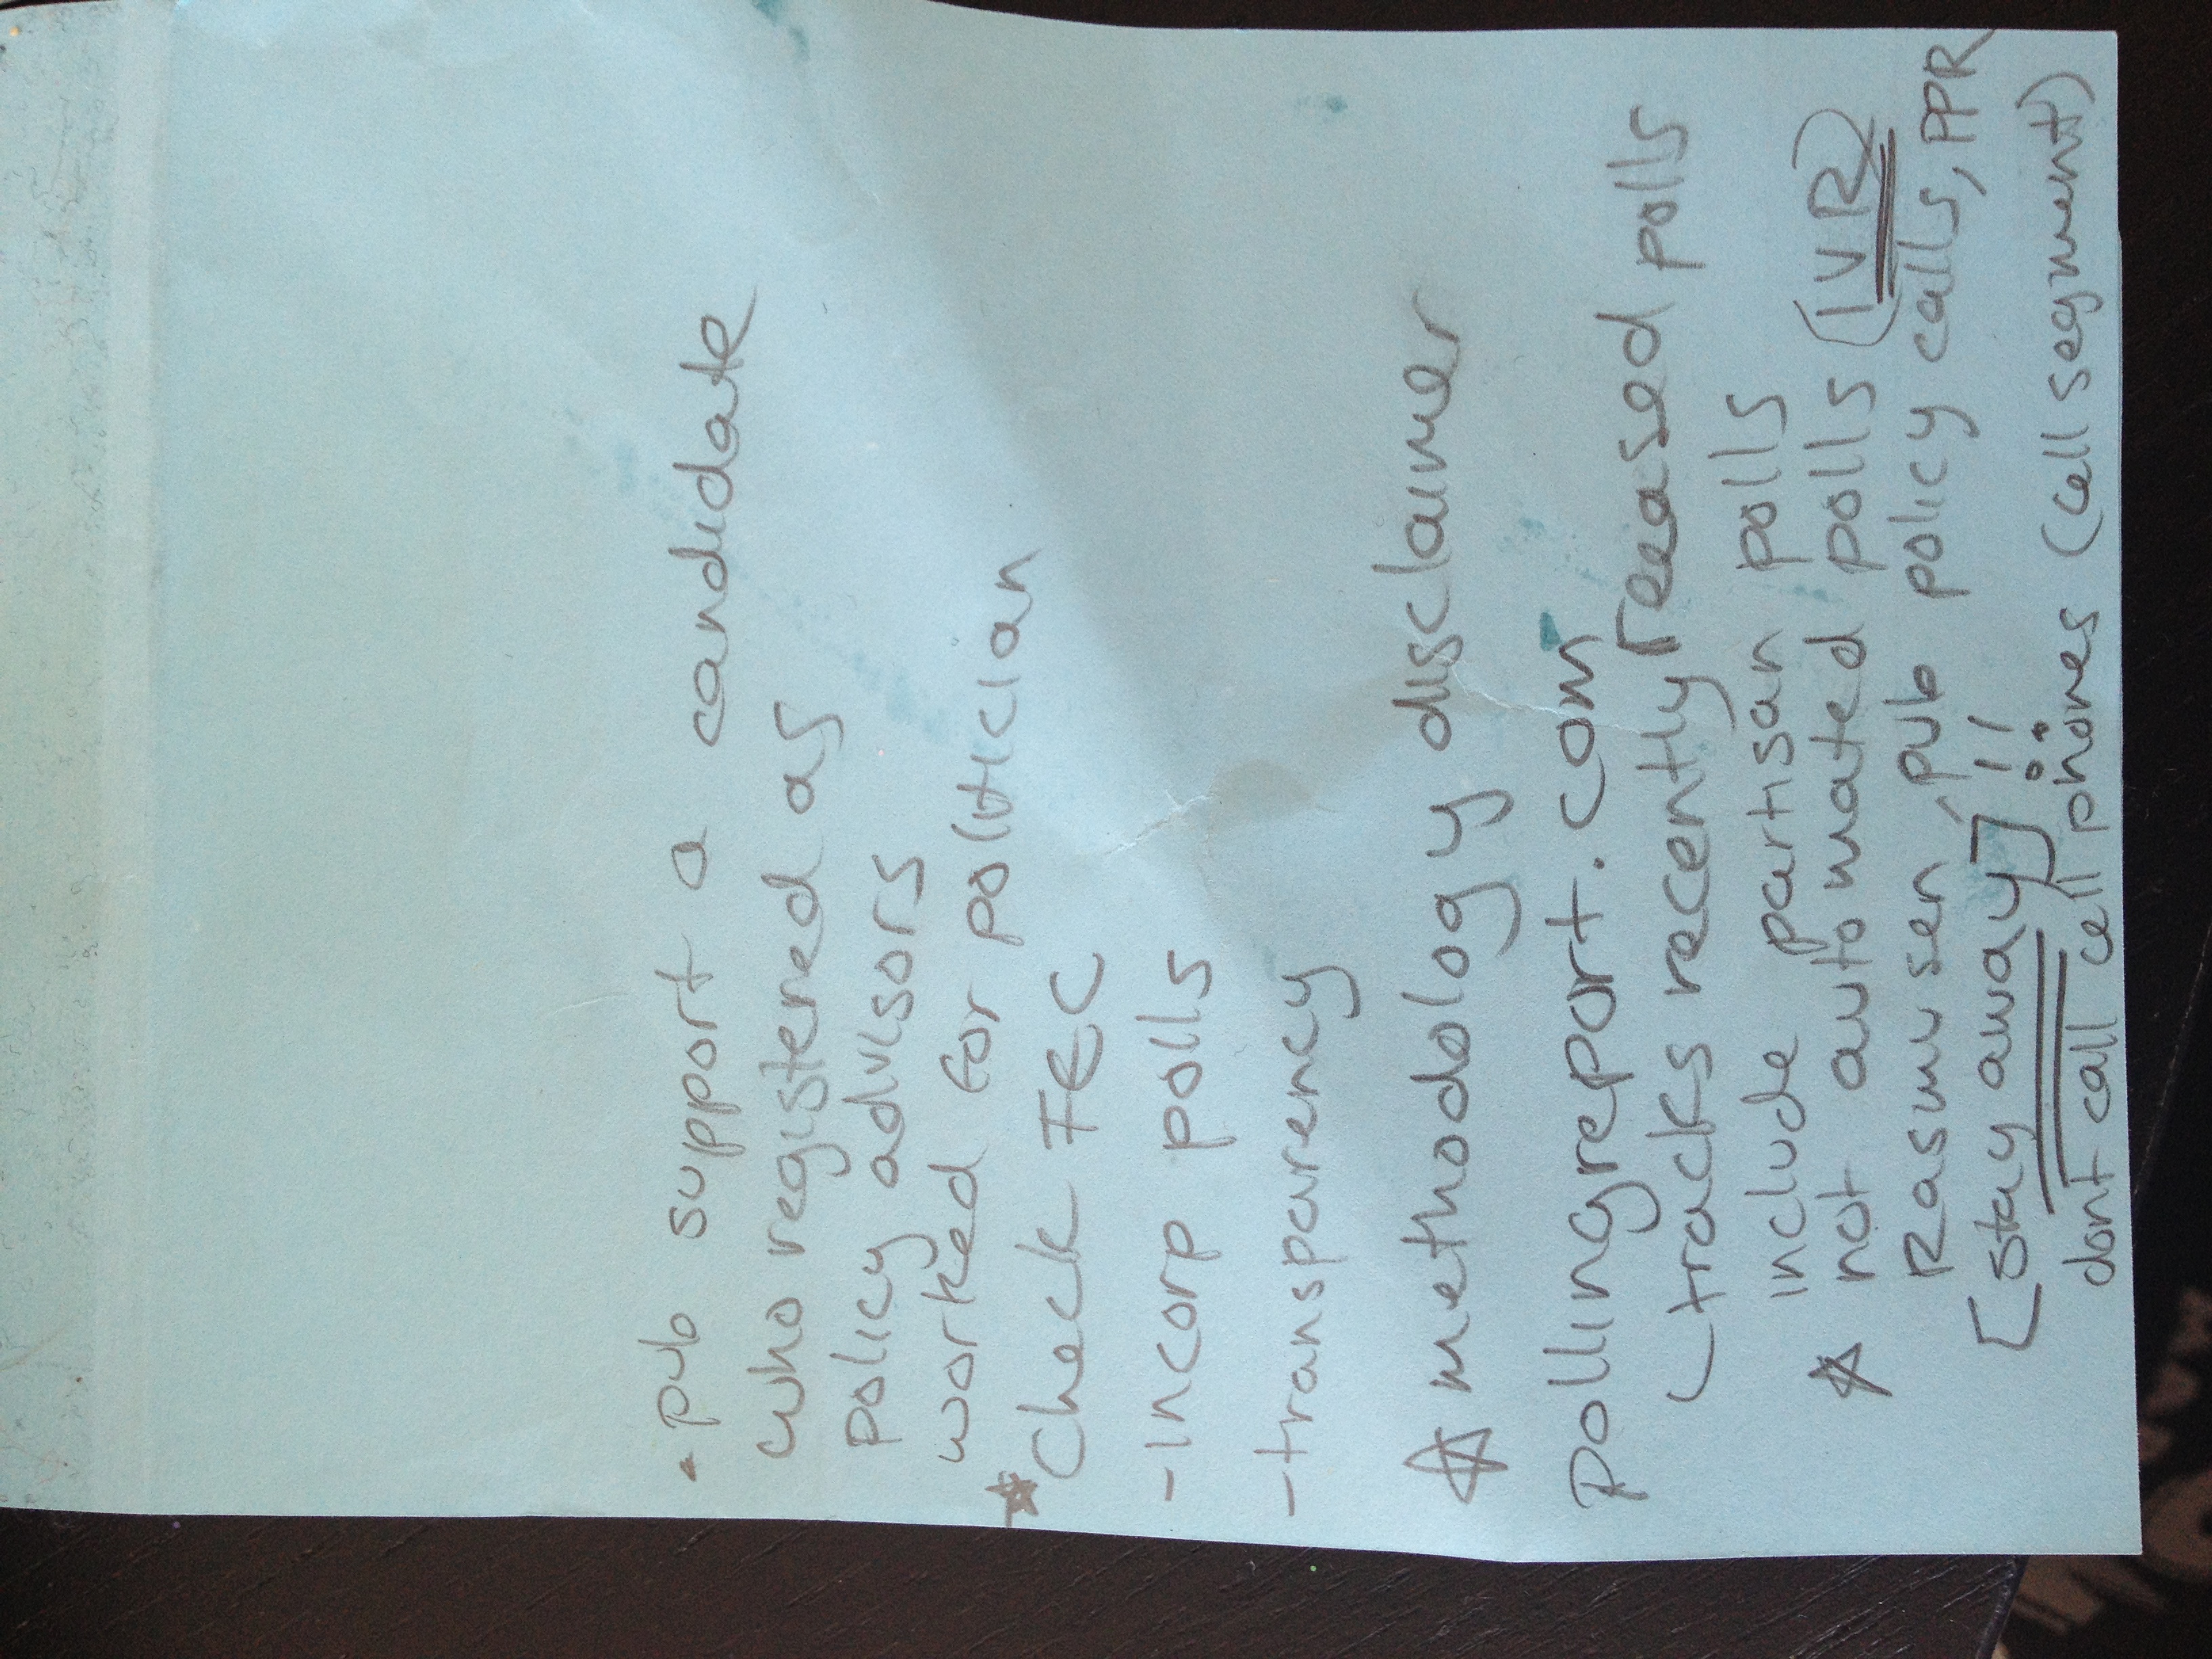 - pub support a candidate
who registered as
policy advisors
worked for politician
☆ Check FEC
- incorp polls
- transparency
☆ methodology disclaimer
pollingreport.com
tracks recently reeased polls
include partisan polls
☆ not automated polls (IVR)
Rasmusen, pub policy calls, PPR
[stay away]!!
dont call cell phones (cell segment)